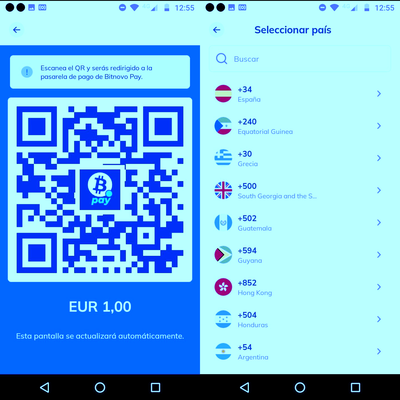 12:55
Escanea el QR y serás redirigido a la
pasarela de pago de Bitnovo Pay.
pay
EUR 1,00
Esta pantalla se actualizará automáticamente.
12:55
Seleccionar país
Buscar
+34
España
+240
Equatorial Guinea
+30
Grecia
+500
South Georgia and the S...
+502
Guatemala
+594
Guyana
+852
Hong Kong
+504
Honduras
+54
Argentina